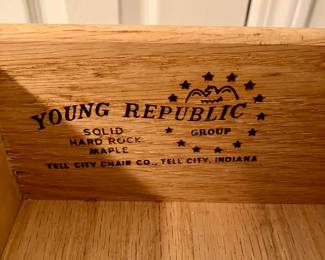 YOUNG REPUBLIC
SOLID
HARD ROCK
MAPLE
GROUP
TELL CITY CHAIR CO., TELL CITY, INDIANA